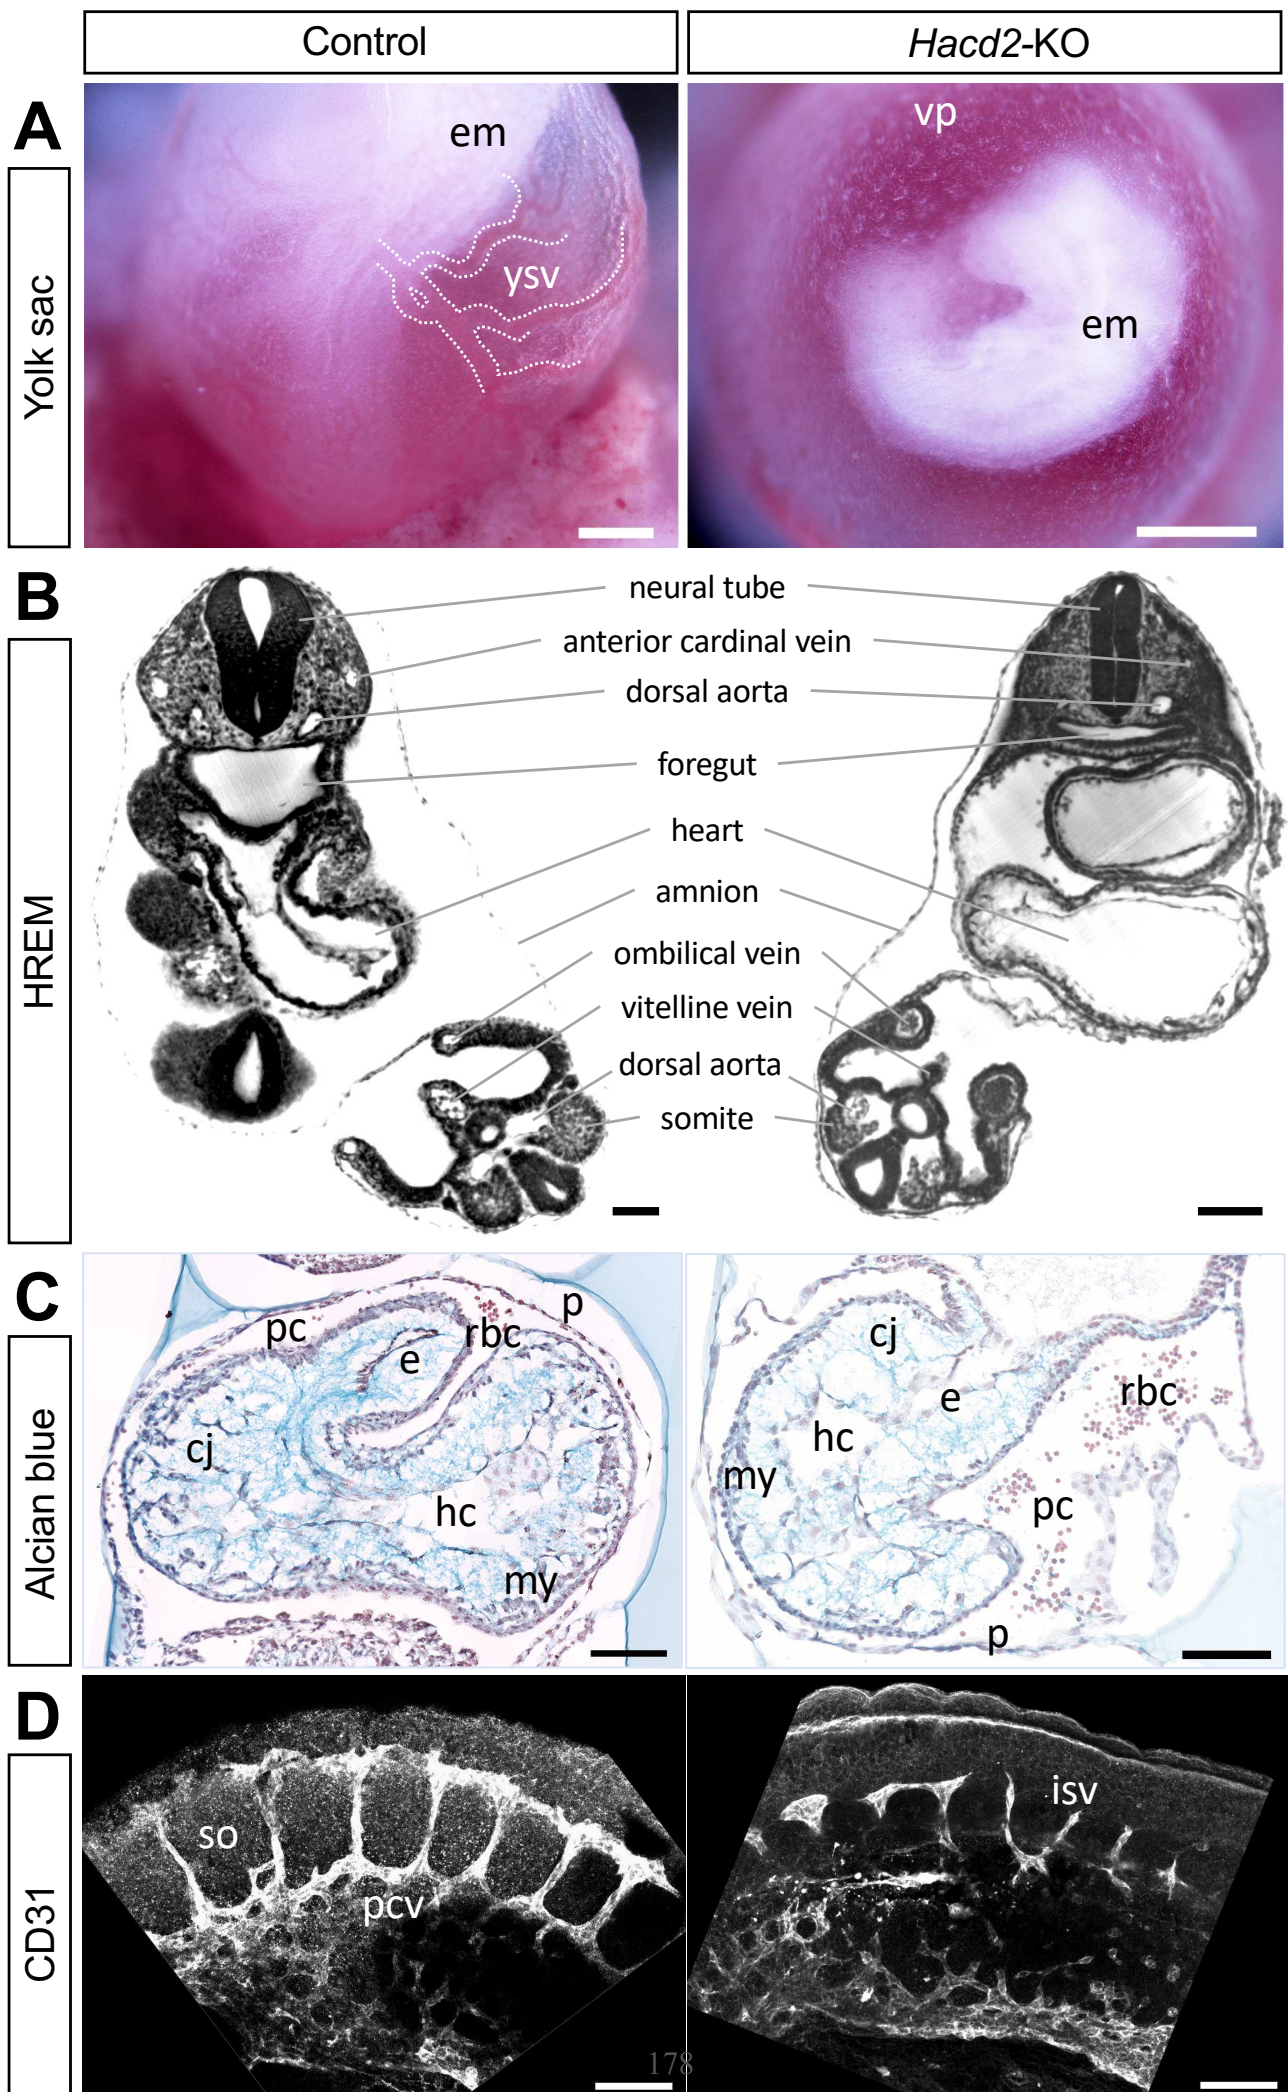 Control
Hacd2-KO
A
Yolk sac
em
ysv
vp
em
B
HREM
neural tube
anterior cardinal vein
dorsal aorta
foregut
heart
amnion
ombilical vein
vitelline vein
dorsal aorta
somite
C
Alcian blue
pc
rbc
p
e
cj
hc
my
cj
e
rbc
hc
my
pc
p
D
CD31
so
pcv
isv
178